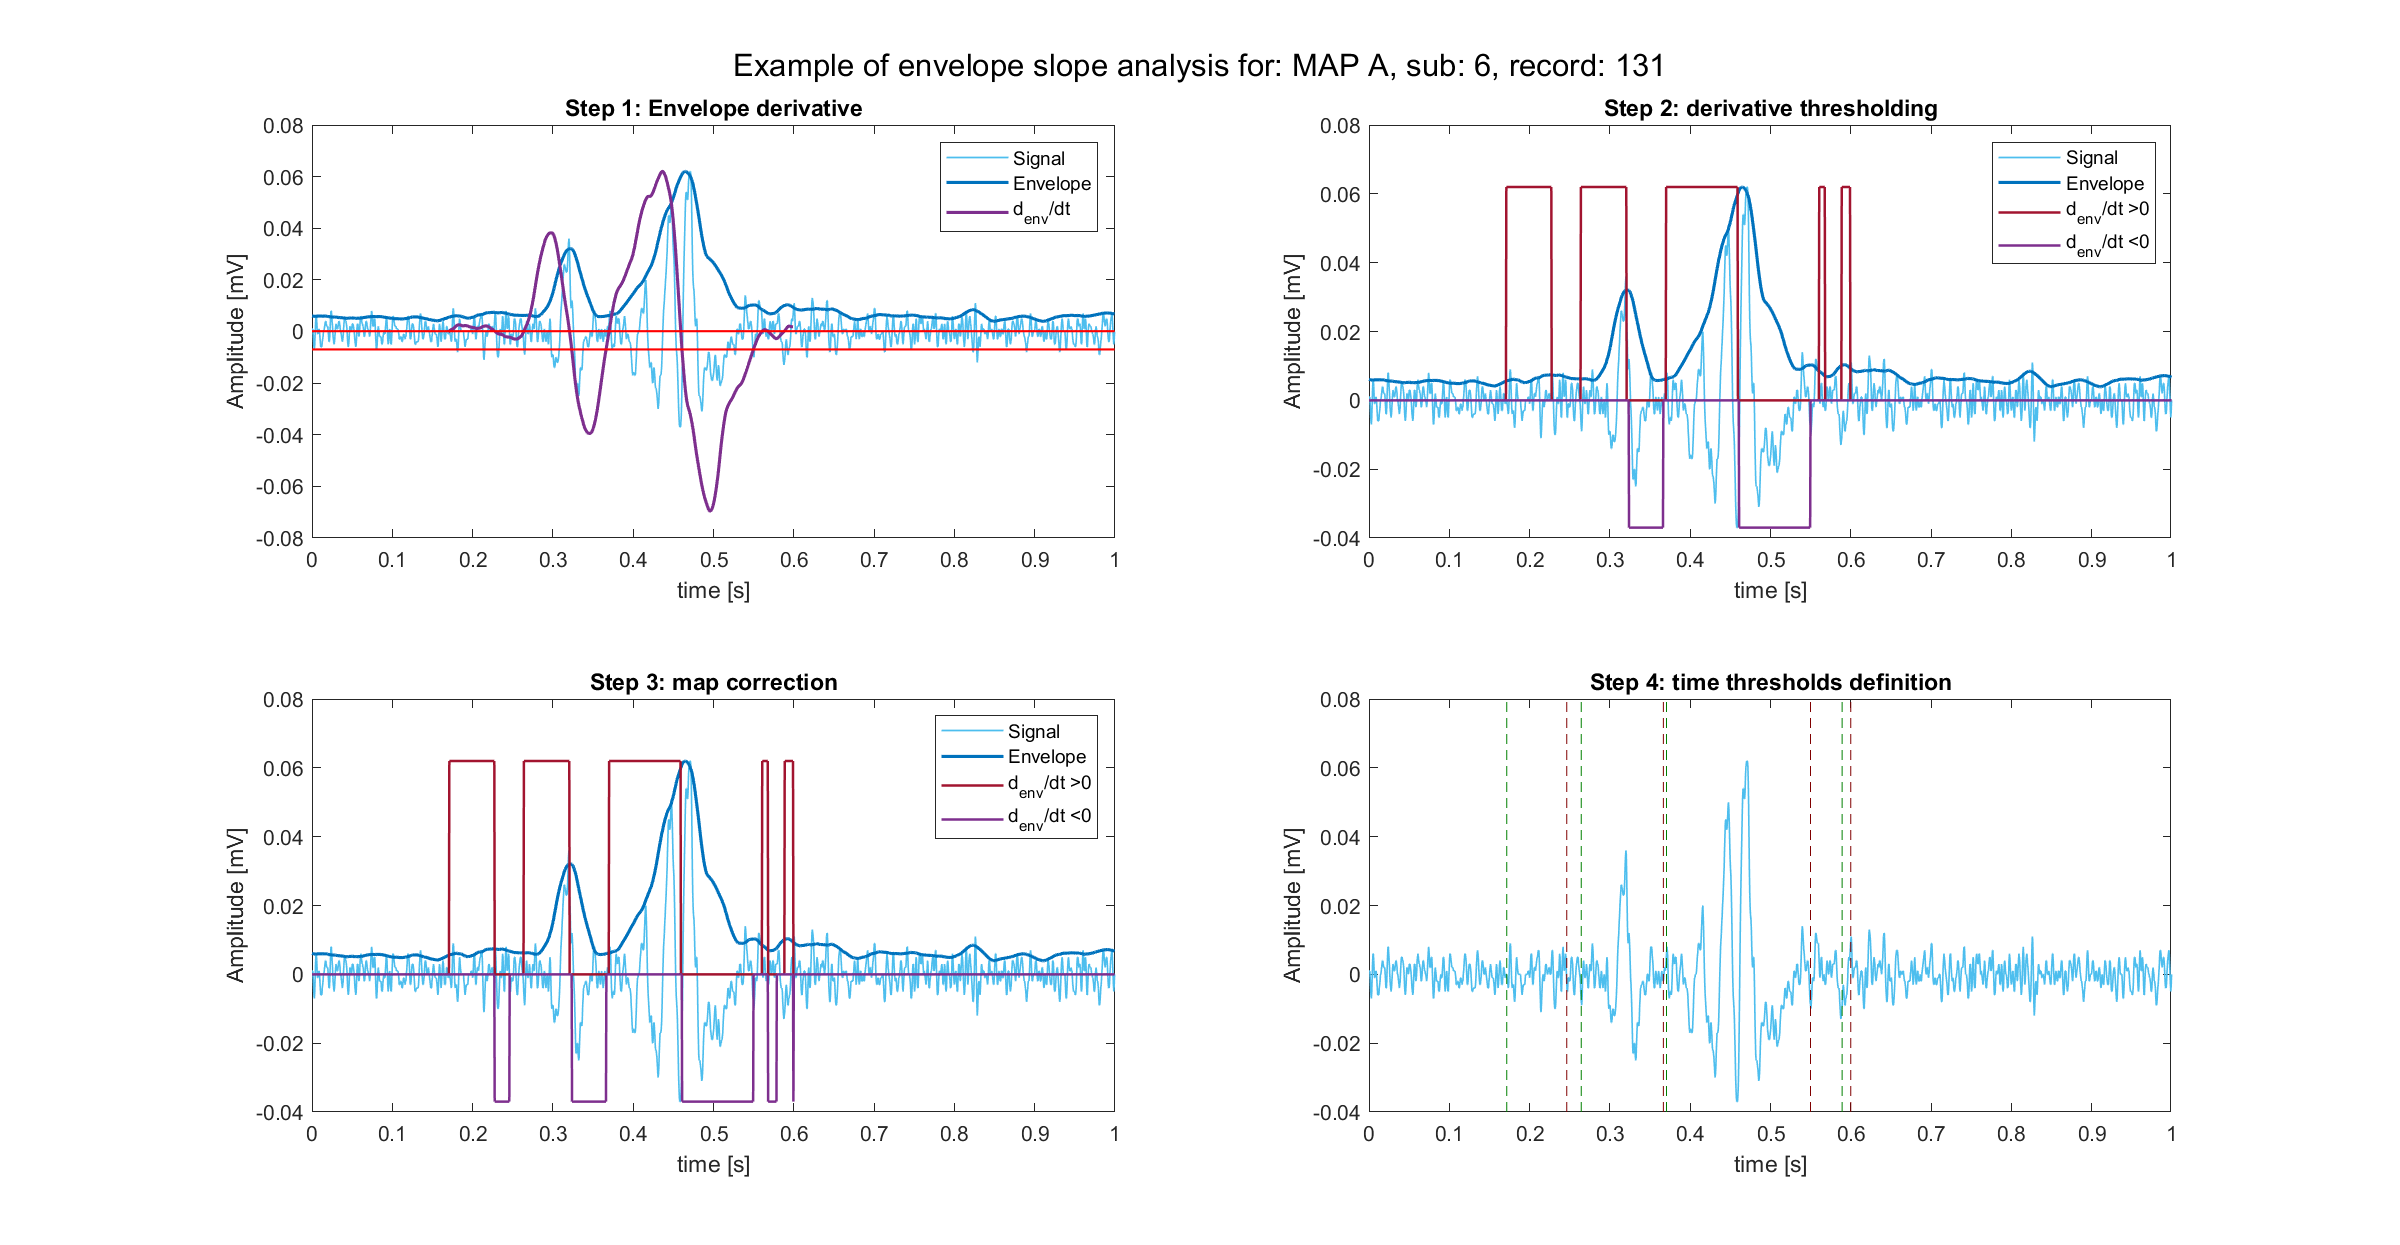 Example of envelope slope analysis for: MAP A, sub: 6, record: 131
Step 1: Envelope derivative
0.08
0.06
0.04
0.02
0
-0.02
-0.04
-0.06
-0.08
Amplitude [mV]
0 0.1 0.2 0.3 0.4 0.5 0.6 0.7 0.8 0.9 1
time [s]
Signal
Envelope
d_env/dt
Step 2: derivative thresholding
0.08
0.06
0.04
0.02
0
-0.02
-0.04
Amplitude [mV]
0 0.1 0.2 0.3 0.4 0.5 0.6 0.7 0.8 0.9 1
time [s]
Signal
Envelope
d_env/dt >0
d_env/dt <0
Step 3: map correction
0.08
0.06
0.04
0.02
0
-0.02
-0.04
Amplitude [mV]
0 0.1 0.2 0.3 0.4 0.5 0.6 0.7 0.8 0.9 1
time [s]
Signal
Envelope
d_env/dt >0
d_env/dt <0
Step 4: time thresholds definition
0.08
0.06
0.04
0.02
0
-0.02
-0.04
Amplitude [mV]
0 0.1 0.2 0.3 0.4 0.5 0.6 0.7 0.8 0.9 1
time [s]